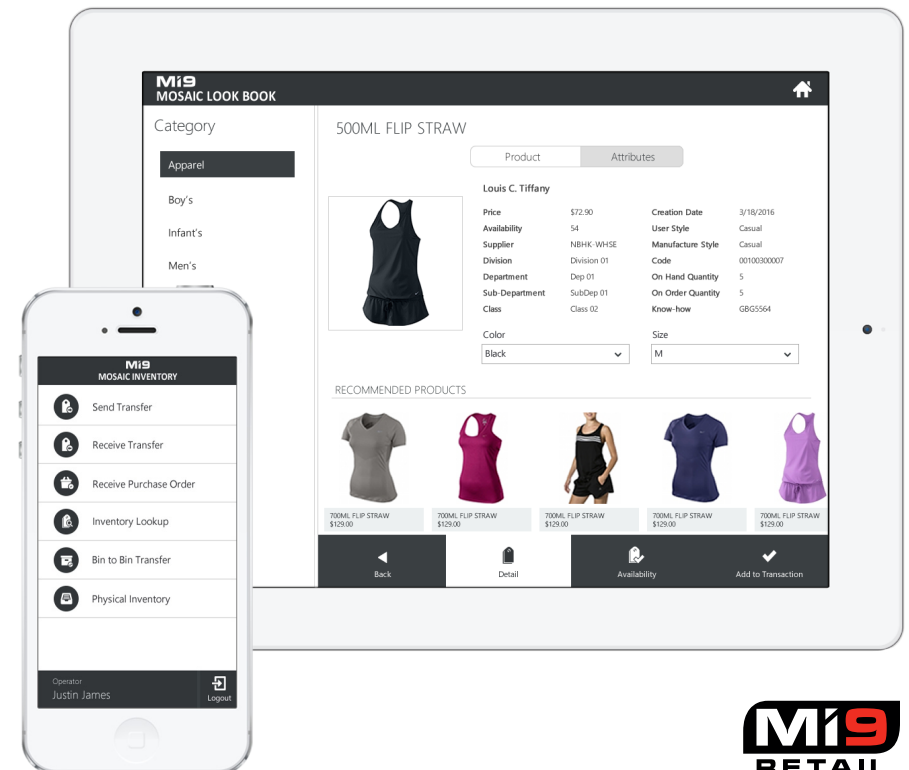 Mi9
MOSAIC LOOK BOOK
Category
Apparel
Boy's
Infant's
Men's
500ML FLIP STRAW
Product Attributes
Louis C. Tiffany
Price $72.90 Creation Date 3/18/2016
Availability 54 User Style Casual
Supplier NBHK-WHSE Manufacture Style Casual
Division Division 01 Code 00100300007
Department Dep 01 On Hand Quantity 5
Sub-Department SubDep 01 On Order Quantity 5
Class Class 02 Know-how GBG5564
Color Size
Black M
RECOMMENDED PRODUCTS
700ML FLIP STRAW 700ML FLIP STRAW 700ML FLIP STRAW 700ML FLIP STRAW 700ML FLIP STRAW
$129.00 $129.00 $129.00 $129.00 $129.00
Back Detail Availability Add to Transaction
Mi9
MOSAIC INVENTORY
Send Transfer
Receive Transfer
Receive Purchase Order
Inventory Lookup
Bin to Bin Transfer
Physical Inventory
Operator
Justin James
Logout
Mi9
RETAIL